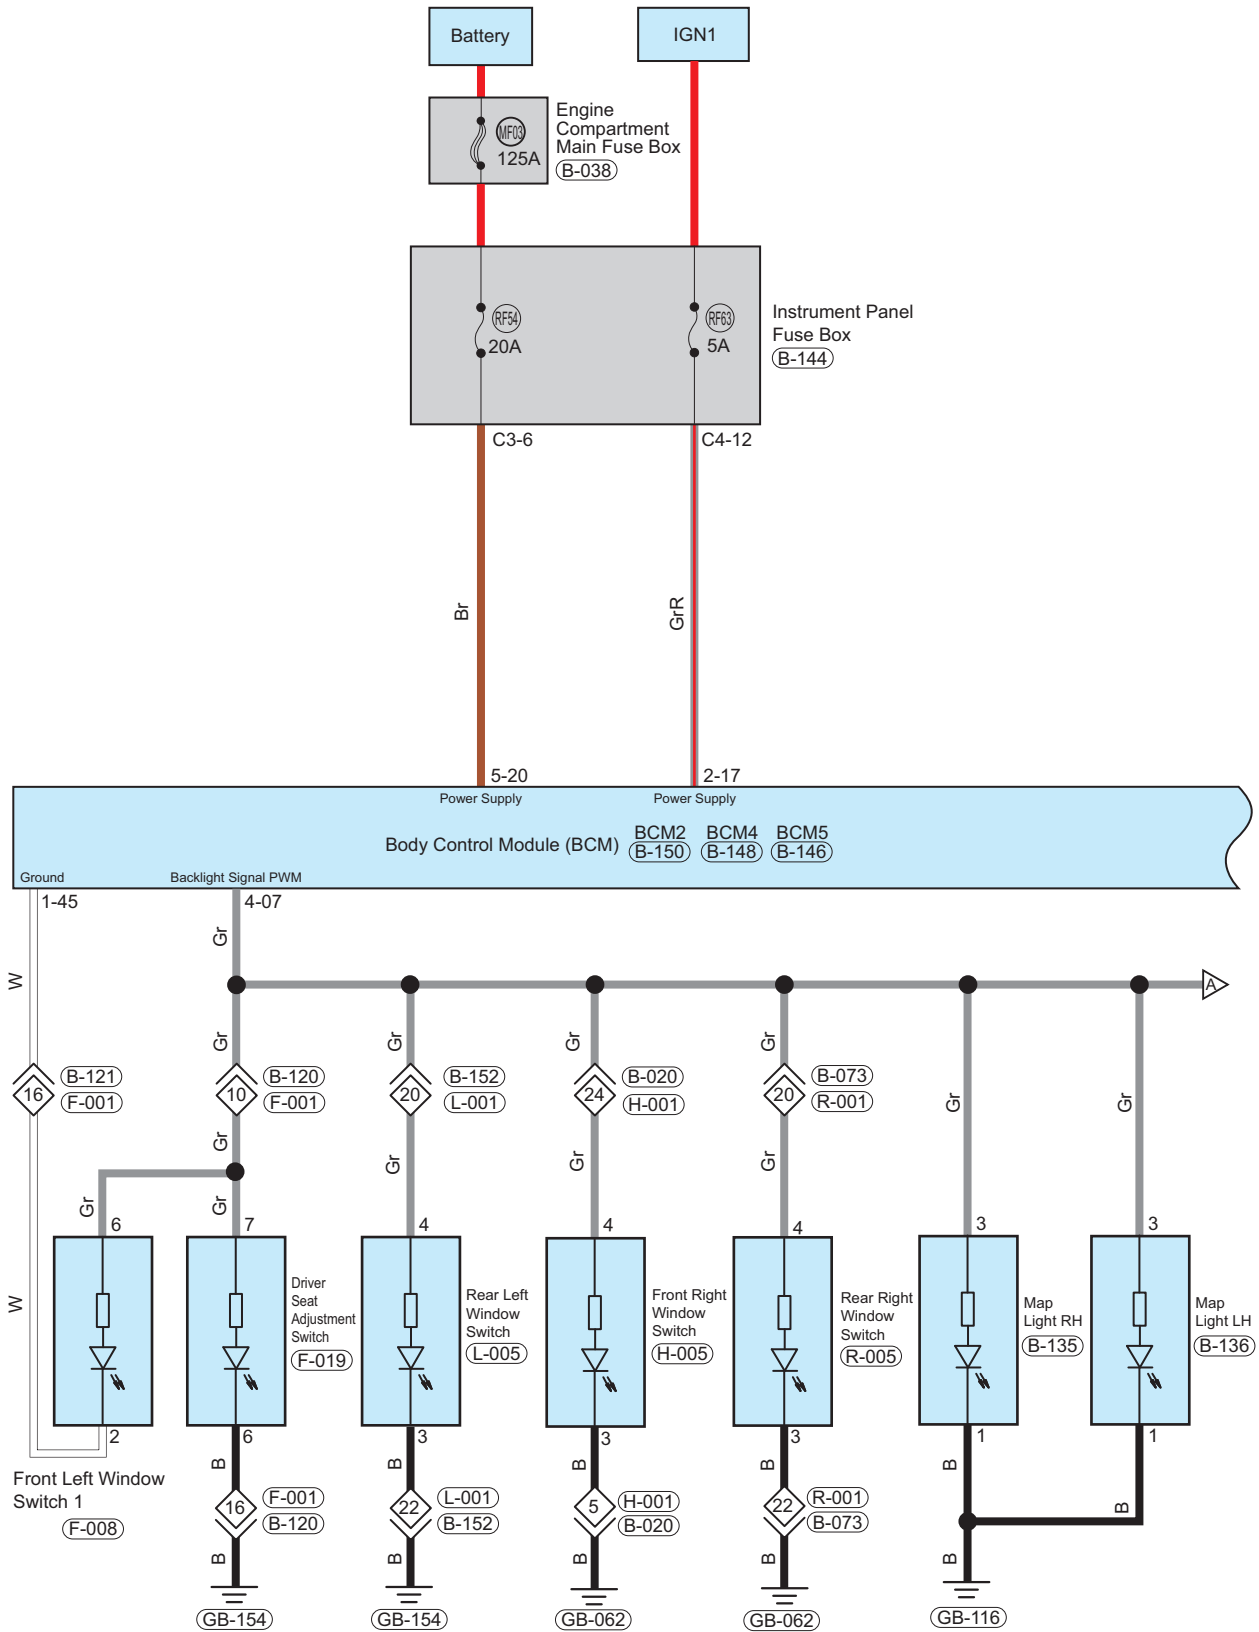 Battery
IGN1
MF03
125A
Engine
Compartment
Main Fuse Box
B-038
RF54
20A
RF63
5A
Instrument Panel
Fuse Box
B-144
C3-6
C4-12
Br
GrR
5-20
2-17
Power Supply
Power Supply
Body Control Module (BCM)
BCM2
B-150
BCM4
B-148
BCM5
B-146
Ground
Backlight Signal PWM
1-45
4-07
W
Gr
A
Gr
Gr
Gr
Gr
16
B-121
F-001
10
B-120
F-001
20
B-152
L-001
24
B-020
H-001
20
B-073
R-001
Gr
Gr
Gr
Gr
Gr
Gr
Gr
Gr
6
7
4
4
4
3
3
W
Driver
Seat
Adjustment
Switch
F-019
Rear Left
Window
Switch
L-005
Front Right
Window
Switch
H-005
Rear Right
Window
Switch
R-005
Map
Light RH
B-135
Map
Light LH
B-136
2
6
3
3
3
1
1
Front Left Window
Switch 1
F-008
B
B
B
B
B
16
F-001
B-120
22
L-001
B-152
5
H-001
B-020
22
R-001
B-073
B
B
B
B
B
GB-154
GB-154
GB-062
GB-062
GB-116